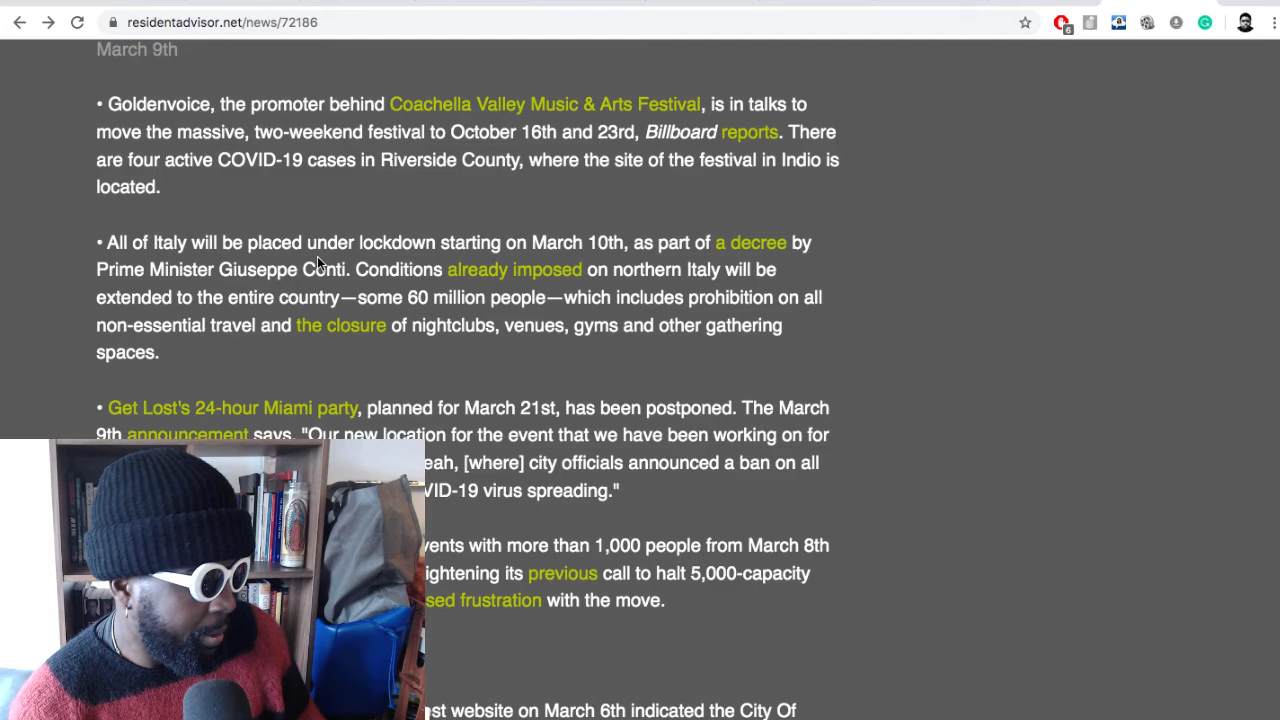 residentadvisor.net/news/72186
6
March 9th
• Goldenvoice, the promoter behind Coachella Valley Music & Arts Festival, is in talks to
move the massive, two-weekend festival to October 16th and 23rd, Billboard reports. There
are four active COVID-19 cases in Riverside County, where the site of the festival in Indio is
located.
• All of Italy will be placed under lockdown starting on March 10th, as part of a decree by
Prime Minister Giuseppe Conti. Conditions already imposed on northern Italy will be
extended to the entire country—some 60 million people—which includes prohibition on all
non-essential travel and the closure of nightclubs, venues, gyms and other gathering
spaces.
• Get Lost's 24-hour Miami party, planned for March 21st, has been postponed. The March
9th announcement says, "Our new location for the event that we have been working on for
eah, [where] city officials announced a ban on all
VID-19 virus spreading."
vents with more than 1,000 people from March 8th
ightening its previous call to halt 5,000-capacity
sed frustration with the move.
st website on March 6th indicated the City Of